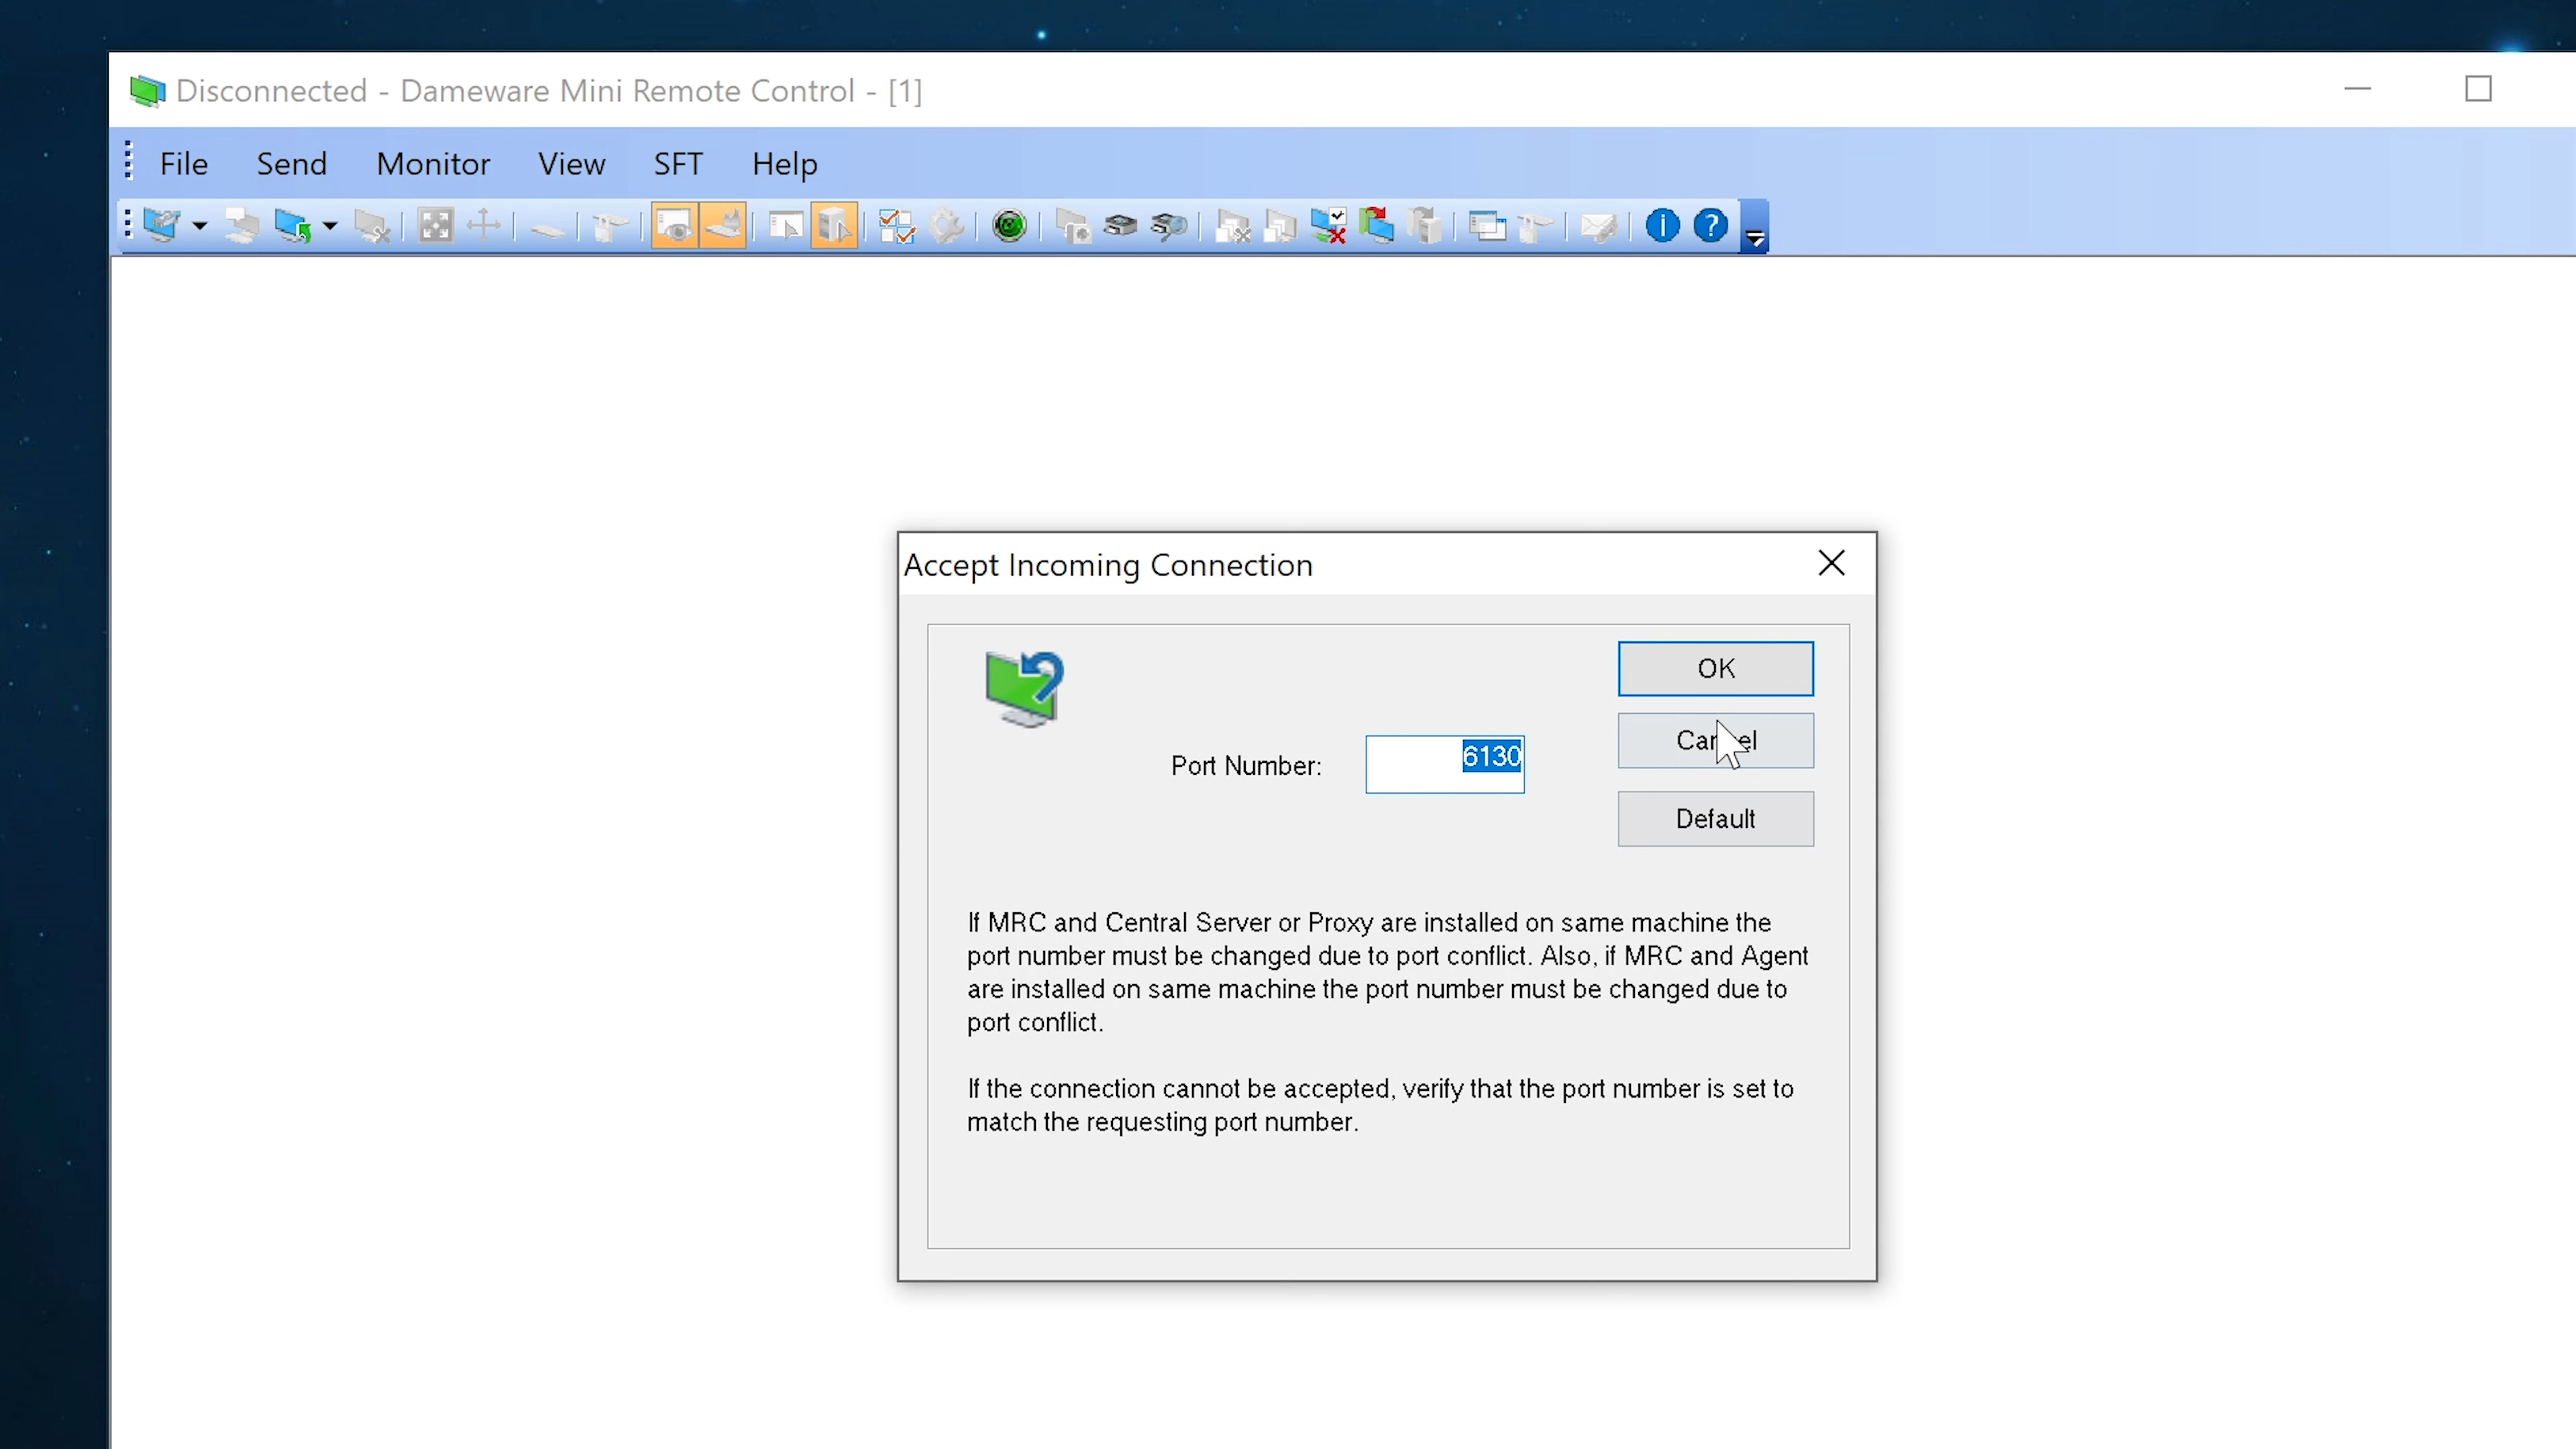 Disconnected - Dameware Mini Remote Control - [1]
File Send Monitor View SFT Help
Accept Incoming Connection
OK
Port Number: 6130
Cancel
Default
If MRC and Central Server or Proxy are installed on same machine the
port number must be changed due to port conflict. Also, if MRC and Agent
are installed on same machine the port number must be changed due to
port conflict.
If the connection cannot be accepted, verify that the port number is set to
match the requesting port number.